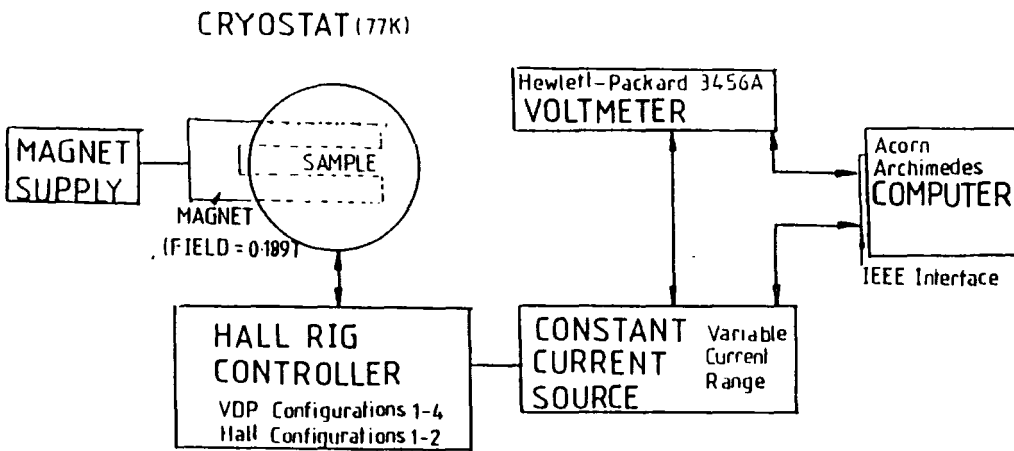 CRYOSTAT (77K)
Hewlett-Packard 3456A
VOLTMETER
MAGNET
SUPPLY
SAMPLE
Acorn
Archimedes
COMPUTER
MAGNET
(FIELD = 0·189T
IEEE Interface
HALL RIG
CONTROLLER
VDP Configurations 1-4
Hall Configurations 1-2
CONSTANT
CURRENT
SOURCE
Variable
Current
Range